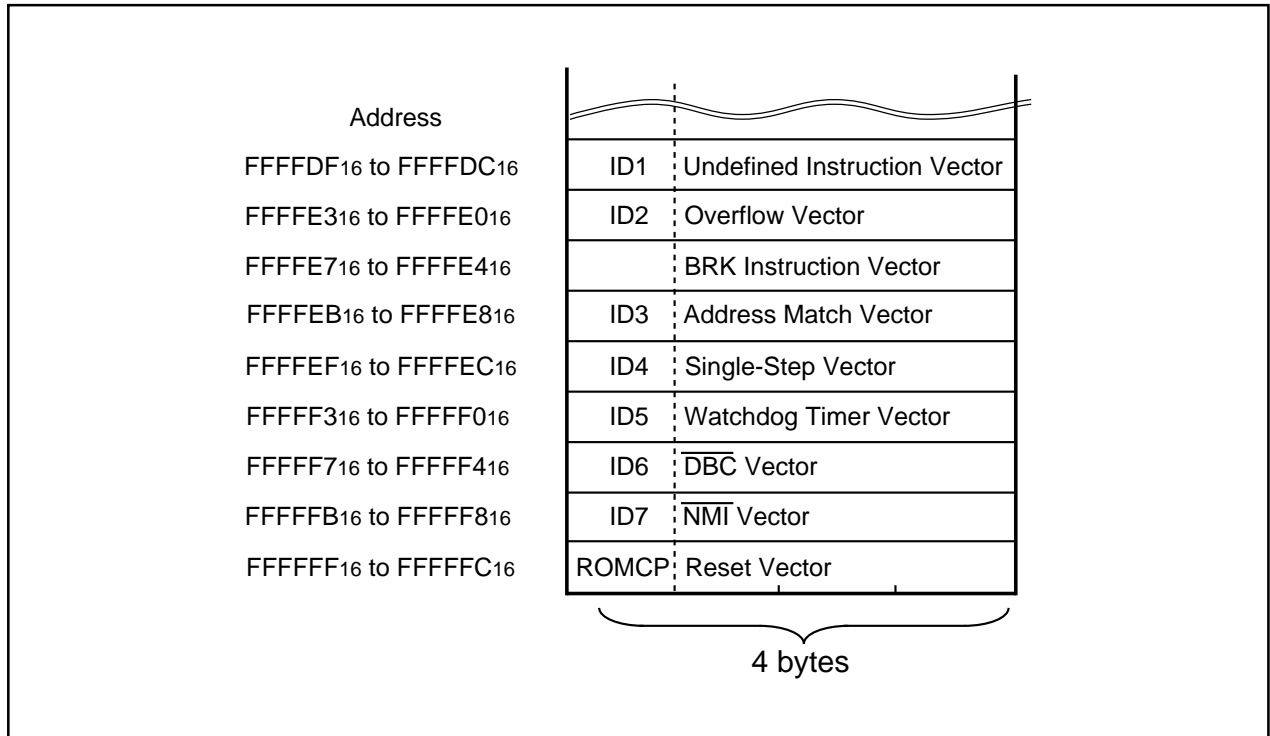 Address
FFFFDF16 to FFFFDC16 ID1 Undefined Instruction Vector
FFFFE316 to FFFFE016 ID2 Overflow Vector
FFFFE716 to FFFFE416 BRK Instruction Vector
FFFFEB16 to FFFFE816 ID3 Address Match Vector
FFFFEF16 to FFFFEC16 ID4 Single-Step Vector
FFFFF316 to FFFFF016 ID5 Watchdog Timer Vector
FFFFF716 to FFFFF416 ID6 DBC Vector
FFFFFB16 to FFFFF816 ID7 NMI Vector
FFFFFF16 to FFFFFC16 ROMCP Reset Vector
4 bytes